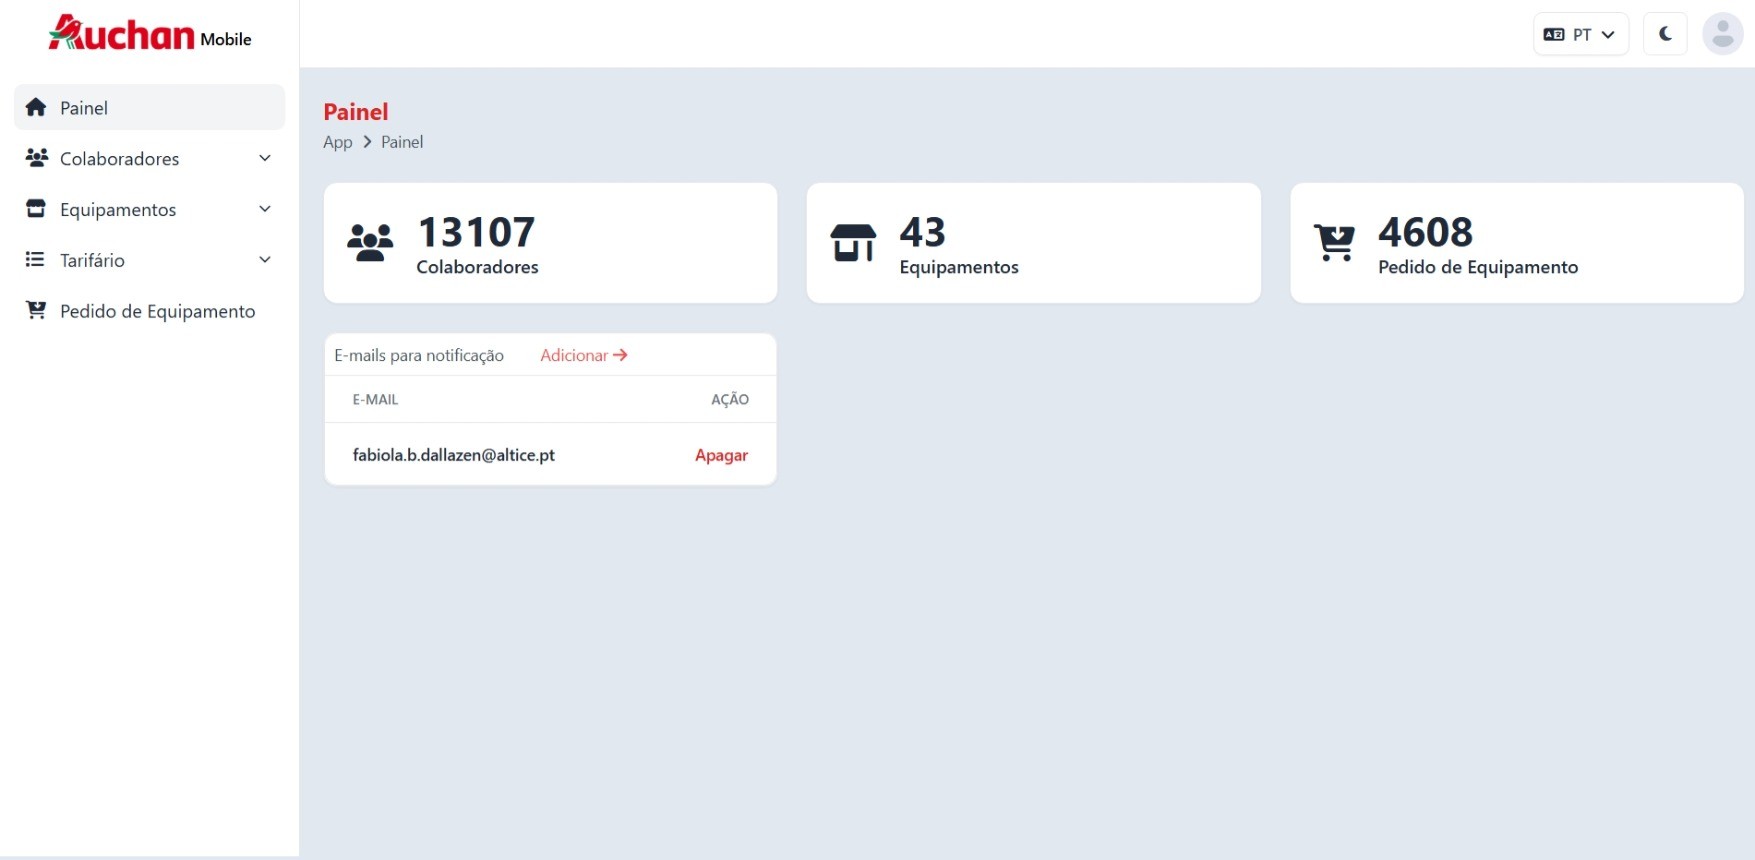 Auchan Mobile
PT
Painel
Colaboradores
Equipamentos
Tarifário
Pedido de Equipamento
Painel
App > Painel
13107
Colaboradores
43
Equipamentos
4608
Pedido de Equipamento
E-mails para notificação Adicionar →
E-MAIL AÇÃO
fabiola.b.dallazen@altice.pt Apagar